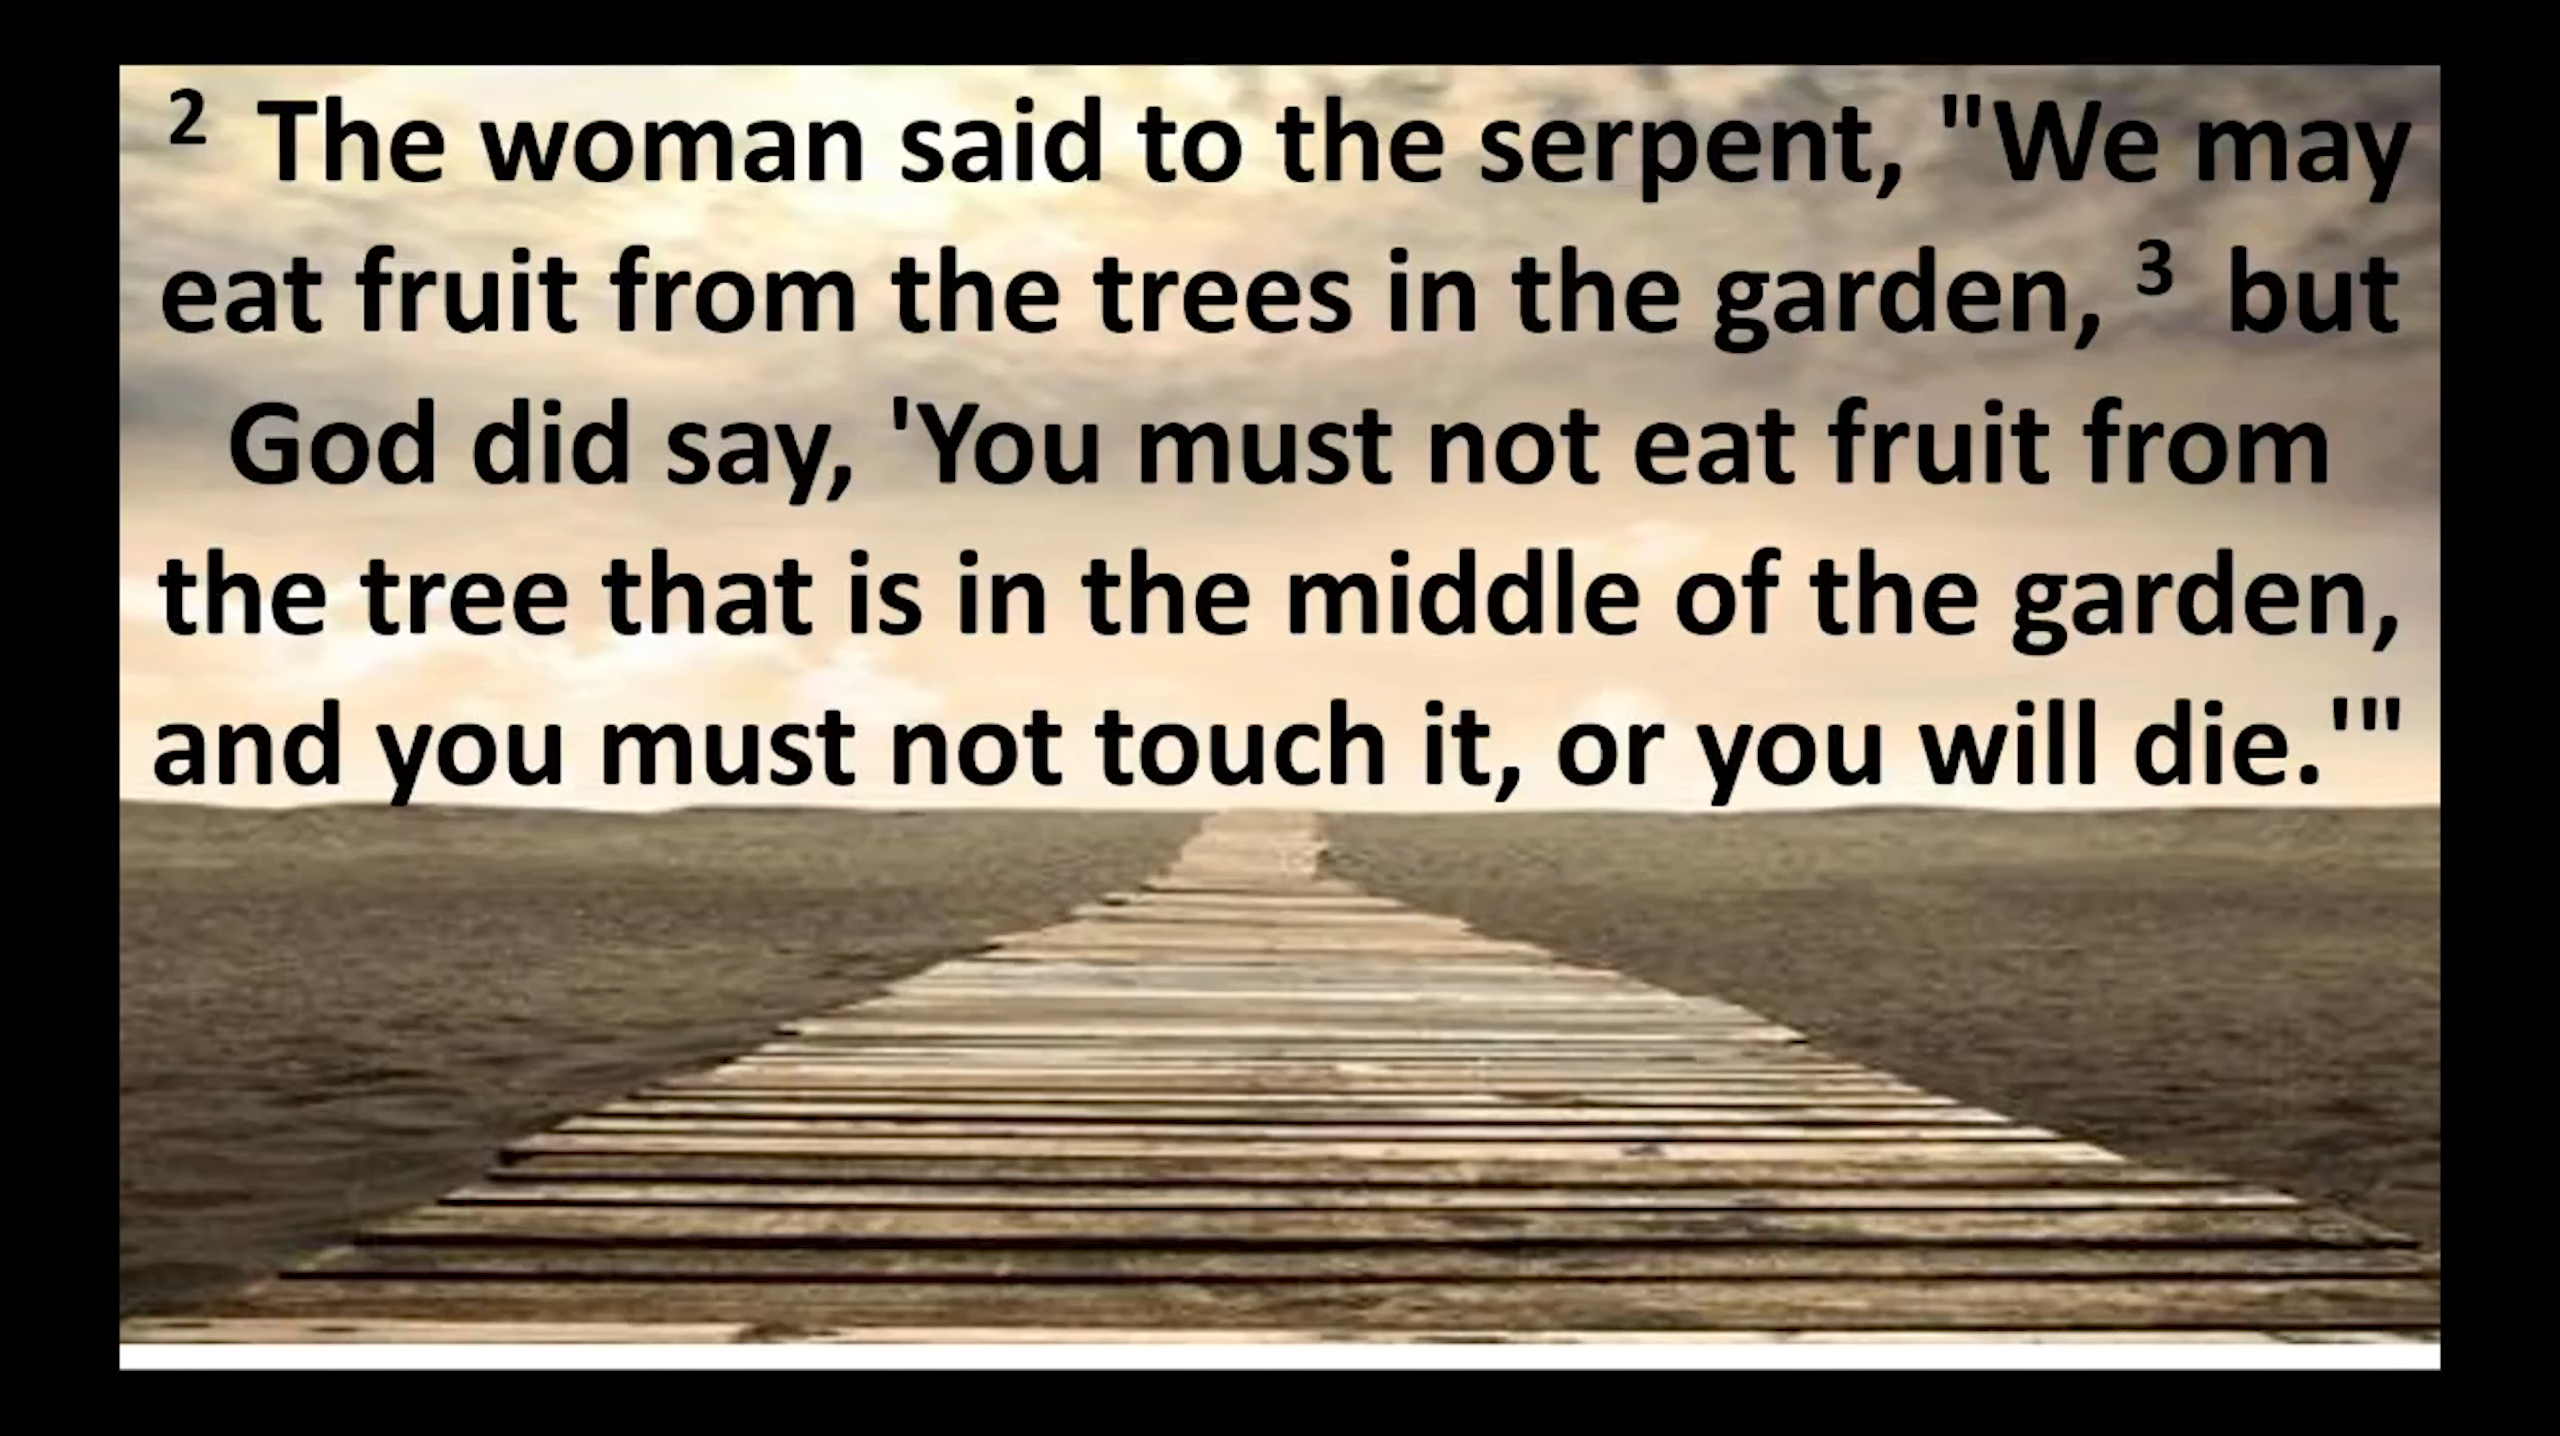 2 The woman said to the serpent, "We may
eat fruit from the trees in the garden, 3 but
God did say, 'You must not eat fruit from
the tree that is in the middle of the garden,
and you must not touch it, or you will die.'"